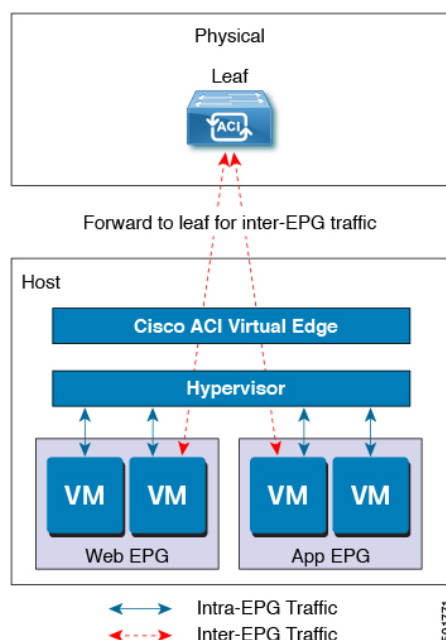 Physical
Leaf
ACI
Forward to leaf for inter-EPG traffic
Host
Cisco ACI Virtual Edge
Hypervisor
VM VM VM VM
Web EPG App EPG
Intra-EPG Traffic
Inter-EPG Traffic